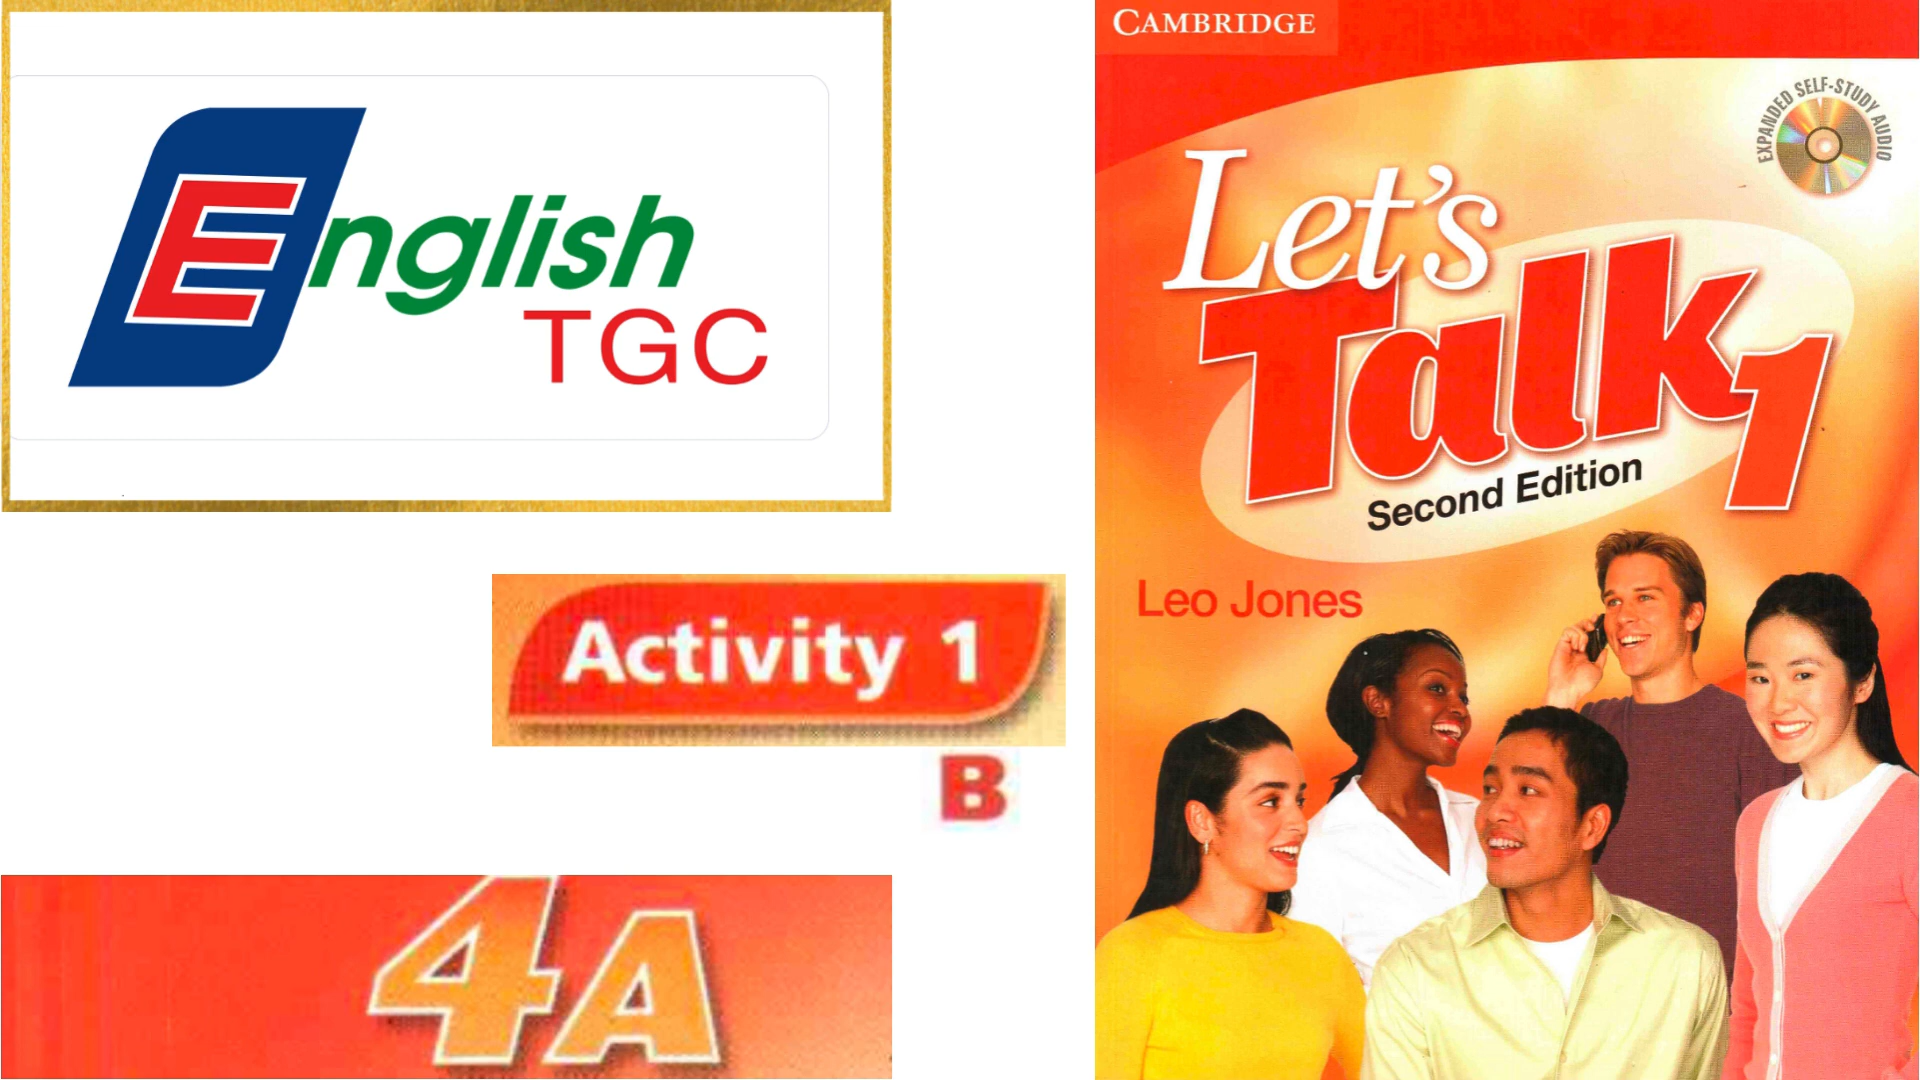 English
TGC
Activity 1
B
4A
CAMBRIDGE
EXPANDED SELF-STUDY AUDIO
Let's
Talk 1
Second Edition
Leo Jones